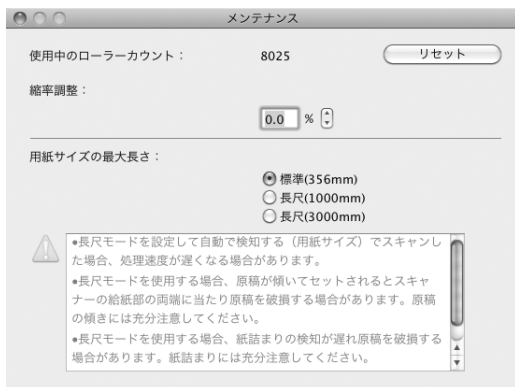 メンテナンス
使用中のローラーカウント： 8025 リセット
縮率調整：
0.0 %
用紙サイズの最大長さ：
標準(356mm)
長尺(1000mm)
長尺(3000mm)
●長尺モードを設定して自動で検知する（用紙サイズ）でスキャンし
た場合、処理速度が遅くなる場合があります。
●長尺モードを使用する場合、原稿が傾いてセットされるとスキャ
ナーの給紙部の両端に当たり原稿を破損する場合があります。原稿
の傾きには充分注意してください。
●長尺モードを使用する場合、紙詰まりの検知が遅れ原稿を破損する
場合があります。紙詰まりには充分注意してください。